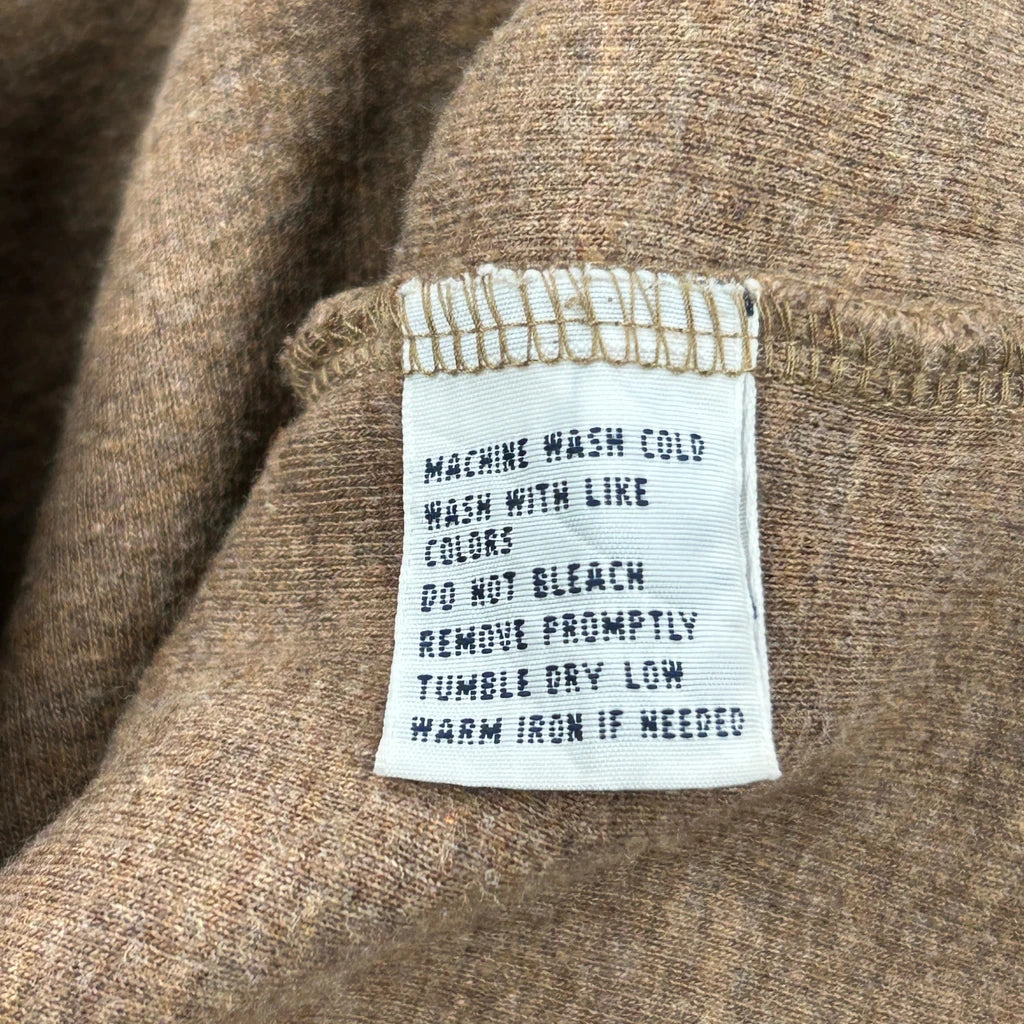 MACHINE WASH COLD
WASH WITH LIKE
COLORS
DO NOT BLEACH
REMOVE PROMPTLY
TUMBLE DRY LOW
WARM IRON IF NEEDED